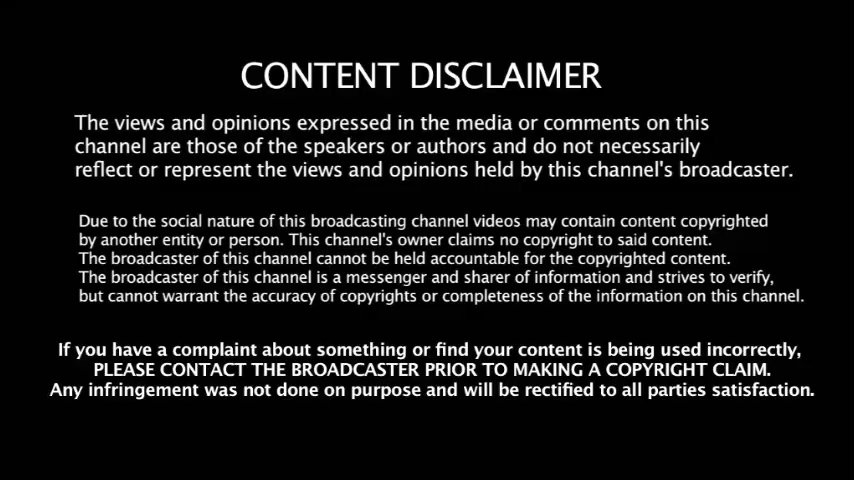 CONTENT DISCLAIMER
The views and opinions expressed in the media or comments on this
channel are those of the speakers or authors and do not necessarily
reflect or represent the views and opinions held by this channel's broadcaster.
Due to the social nature of this broadcasting channel videos may contain content copyrighted
by another entity or person. This channel's owner claims no copyright to said content.
The broadcaster of this channel cannot be held accountable for the copyrighted content.
The broadcaster of this channel is a messenger and sharer of information and strives to verify,
but cannot warrant the accuracy of copyrights or completeness of the information on this channel.
If you have a complaint about something or find your content is being used incorrectly,
PLEASE CONTACT THE BROADCASTER PRIOR TO MAKING A COPYRIGHT CLAIM.
Any infringement was not done on purpose and will be rectified to all parties satisfaction.